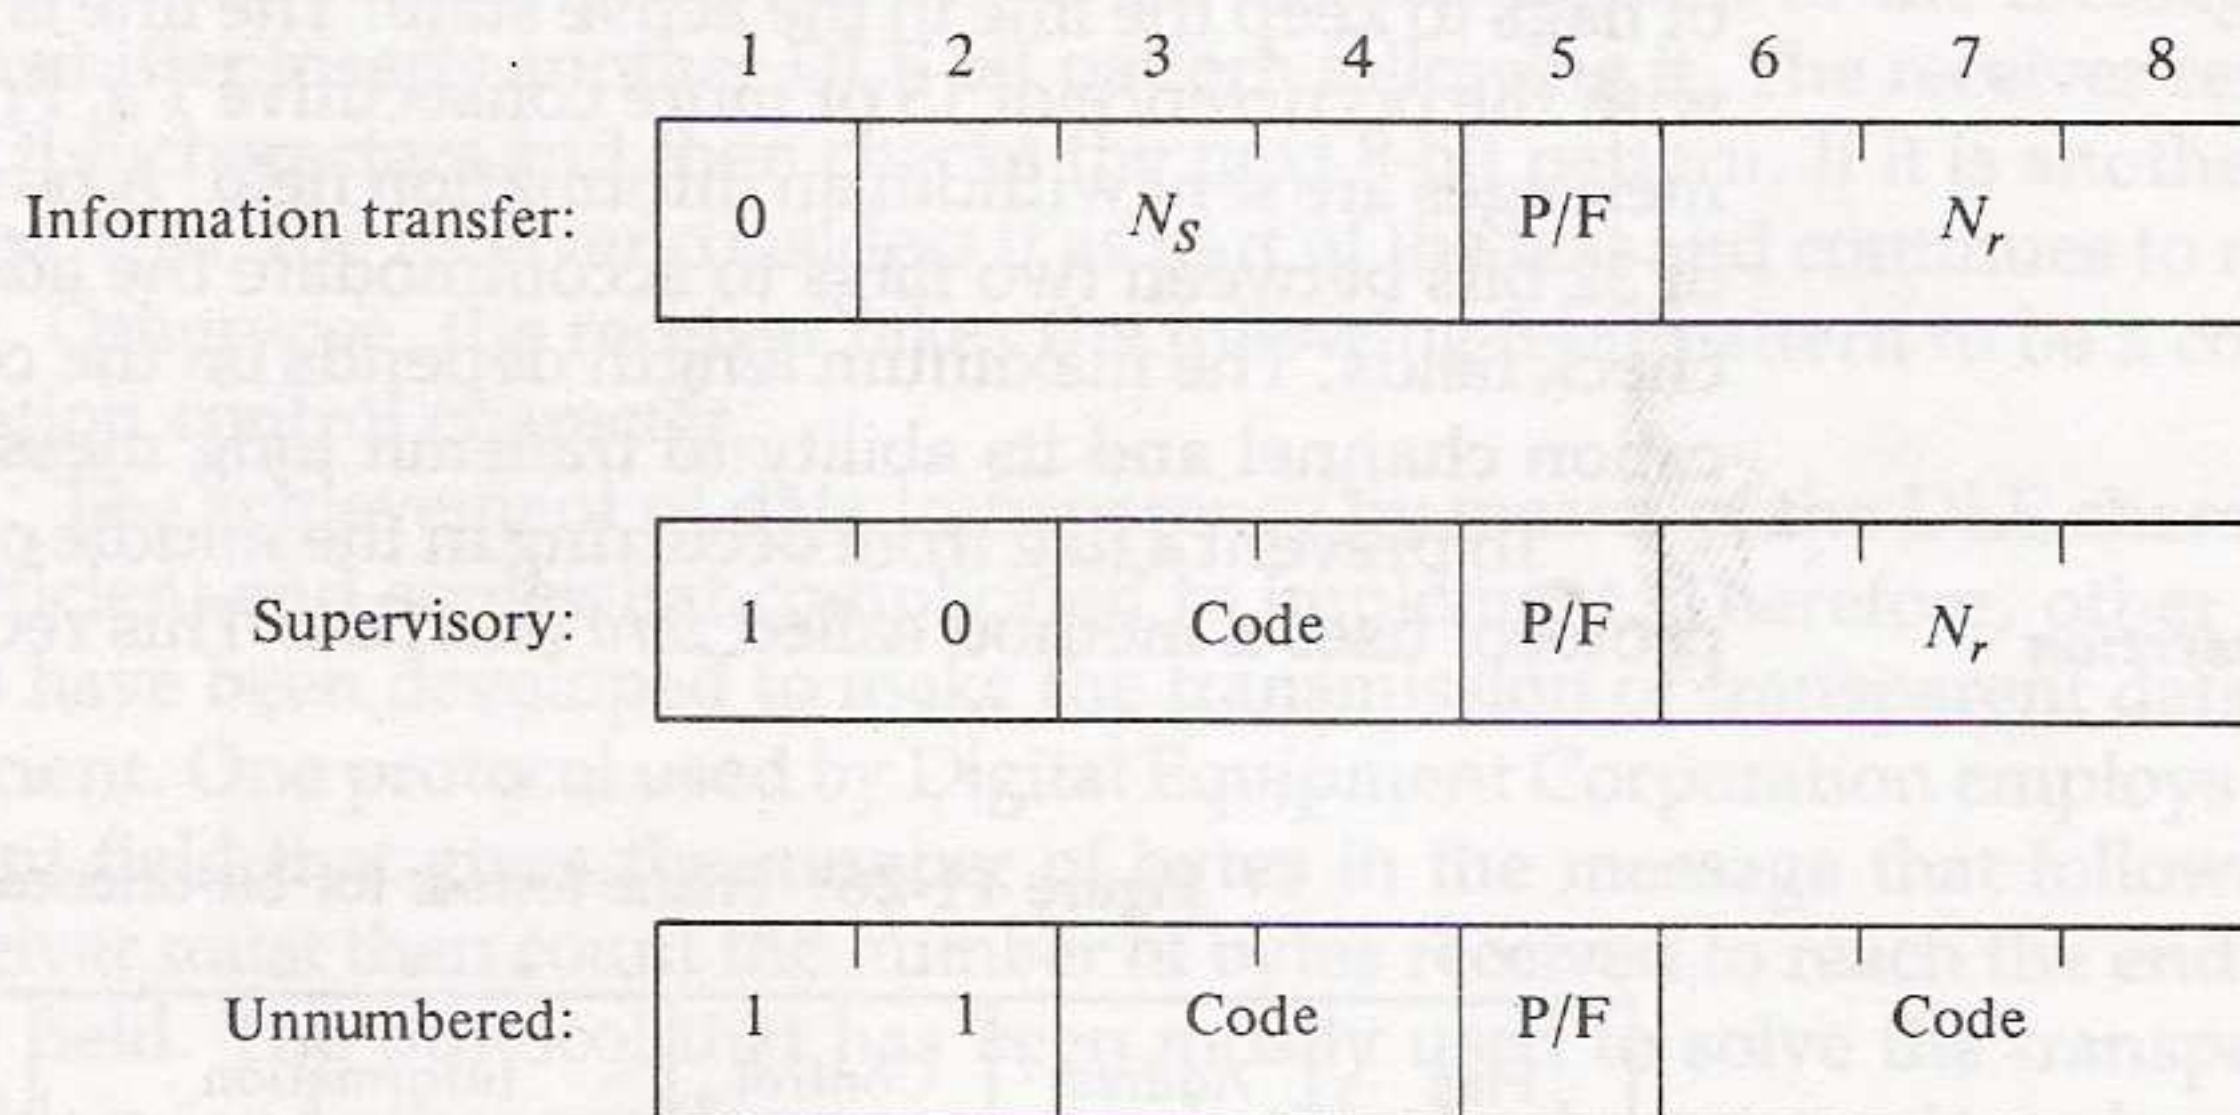 1 2 3 4 5 6 7 8
Information transfer: 0 N_S P/F N_r
Supervisory: 1 0 Code P/F N_r
Unnumbered: 1 1 Code P/F Code